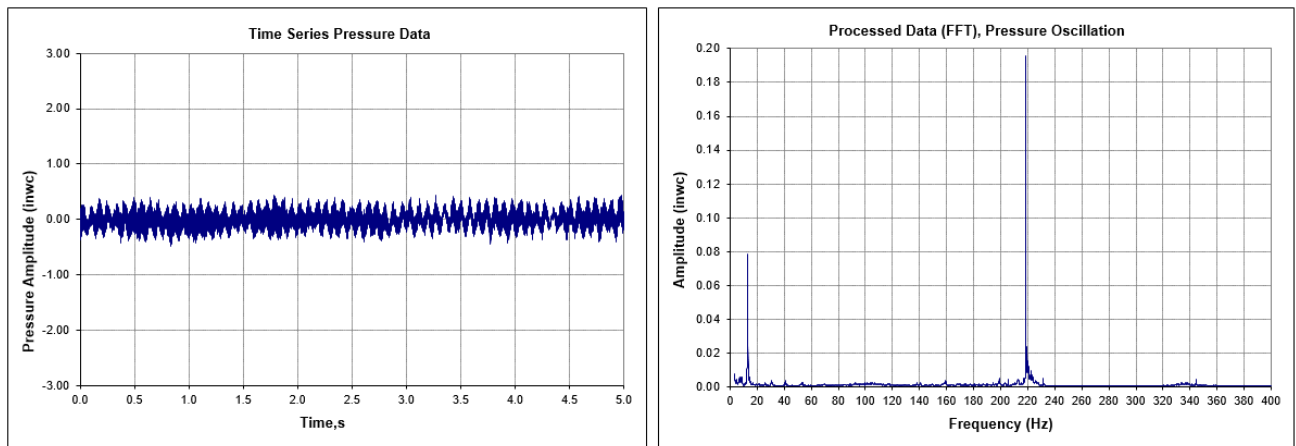 Time Series Pressure Data
3.00
2.00
1.00
0.00
-1.00
-2.00
-3.00
Pressure Amplitude (inwc)
0.0 0.5 1.0 1.5 2.0 2.5 3.0 3.5 4.0 4.5 5.0
Time,s
Processed Data (FFT), Pressure Oscillation
0.20
0.18
0.16
0.14
0.12
0.10
0.08
0.06
0.04
0.02
0.00
Amplitude (inwc)
0 20 40 60 80 100 120 140 160 180 200 220 240 260 280 300 320 340 360 380 400
Frequency (Hz)